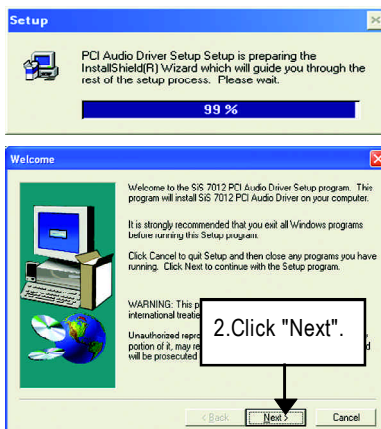 Setup
PCI Audio Driver Setup Setup is preparing the
InstallShield(R) Wizard which will guide you through the
rest of the setup process. Please wait.
99 %
Welcome
Welcome to the SiS 7012 PCI Audio Driver Setup program. This
program will install SiS 7012 PCI Audio Driver on your computer.
It is strongly recommended that you exit all Windows programs
before running this Setup program.
Click Cancel to quit Setup and then close any programs you have
running. Click Next to continue with the Setup program.
WARNING: This
international
Unauthorized
portion of it, may
will be prosecuted
2.Click "Next".
< Back
Next >
Cancel